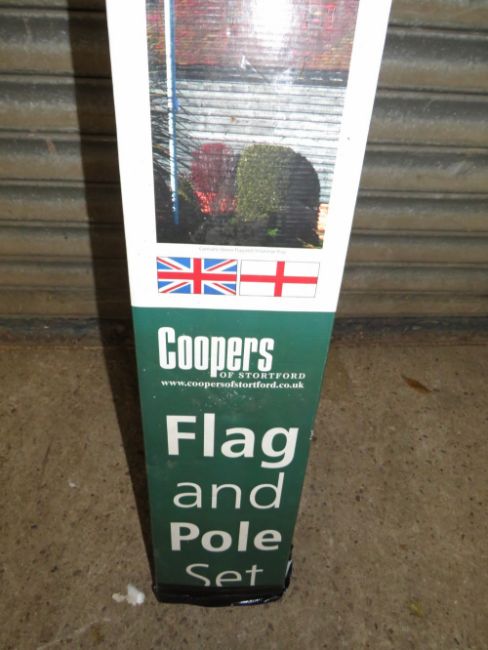 Coopers
OF STORTFORD
www.coopersofstortford.co.uk
Flag
and
Pole
Set